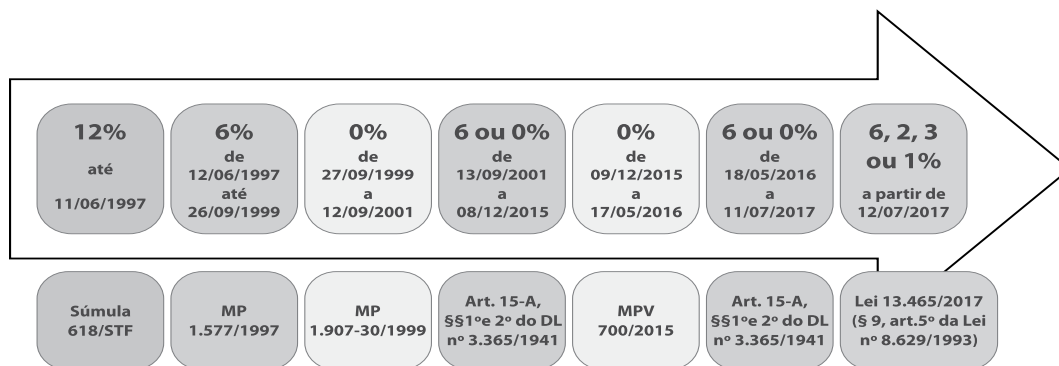 12%
até
11/06/1997
6%
de
12/06/1997
até
26/09/1999
0%
de
27/09/1999
a
12/09/2001
6 ou 0%
de
13/09/2001
a
08/12/2015
0%
de
09/12/2015
a
17/05/2016
6 ou 0%
de
18/05/2016
a
11/07/2017
6, 2, 3
ou 1%
a partir de
12/07/2017
Súmula
618/STF
MP
1.577/1997
MP
1.907-30/1999
Art. 15-A,
§§1ºe 2º do DL
nº 3.365/1941
MPV
700/2015
Art. 15-A,
§§1ºe 2º do DL
nº 3.365/1941
Lei 13.465/2017
(§ 9, art.5º da Lei
nº 8.629/1993)